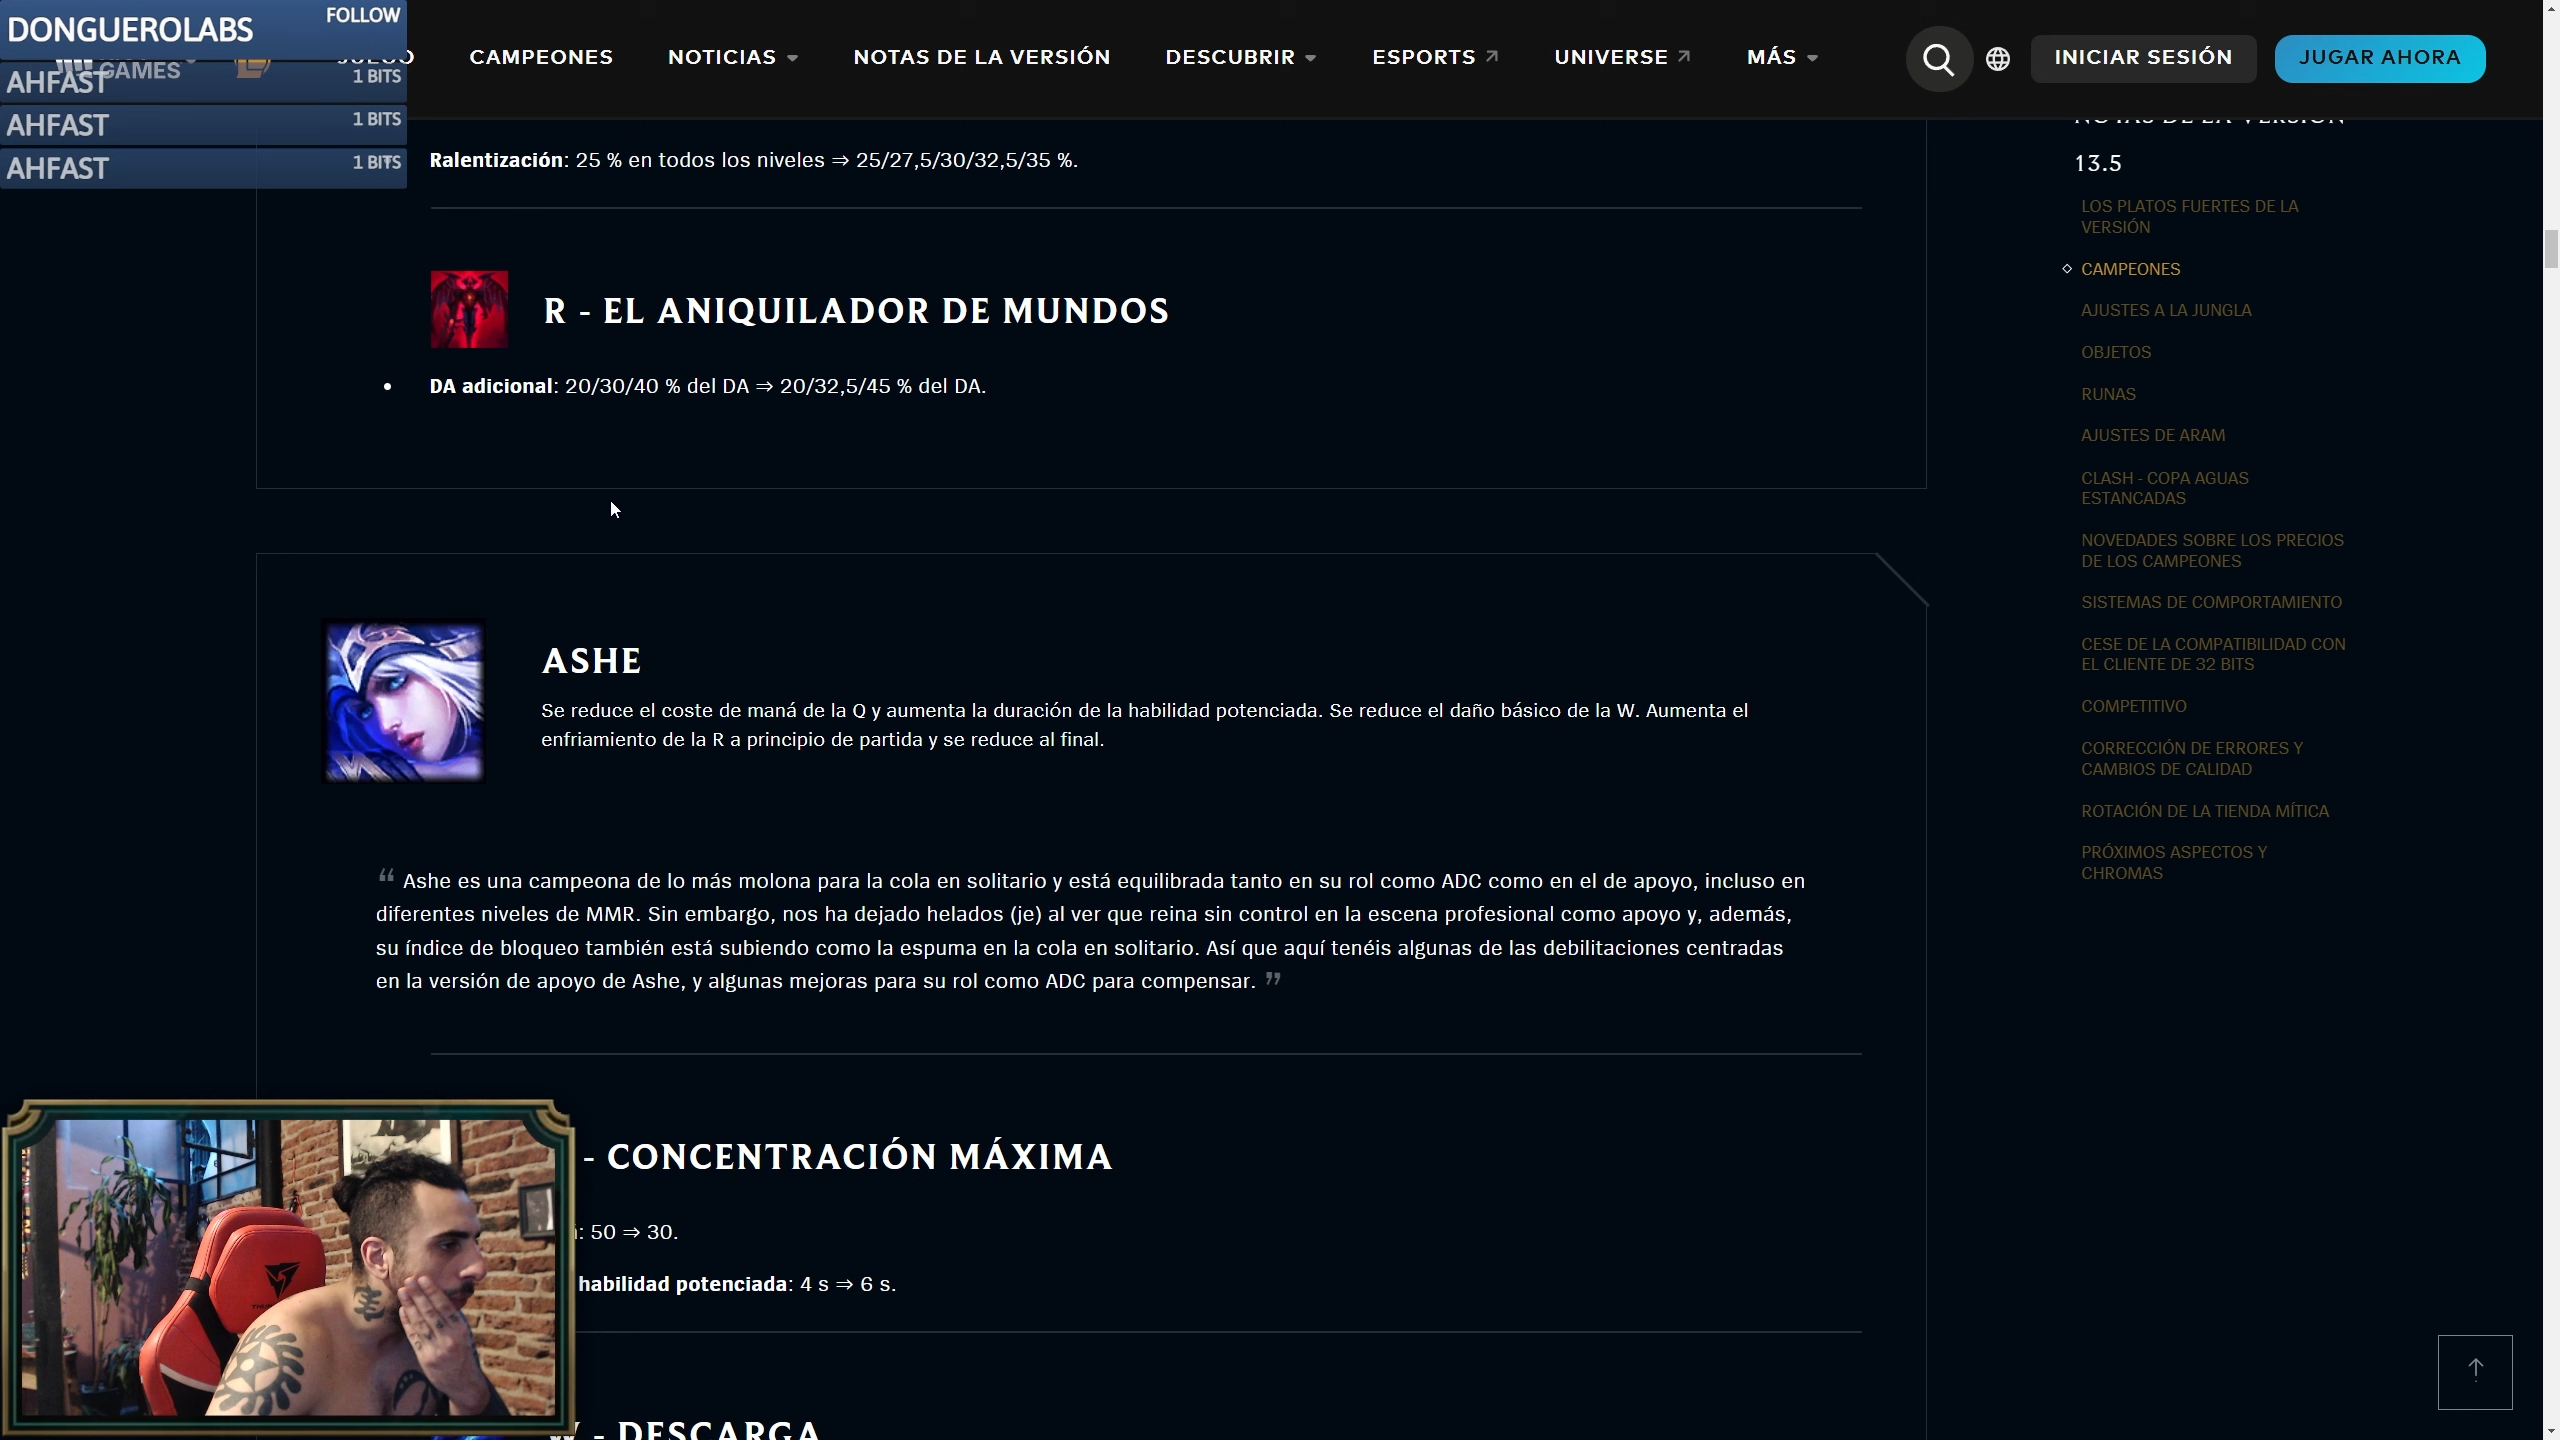 DONGUEROLABS FOLLOW
AHFAST 1 BITS
AHFAST 1 BITS
AHFAST 1 BITS
GAMES
JUEGO
CAMPEONES
NOTICIAS
NOTAS DE LA VERSIÓN
DESCUBRIR
ESPORTS
UNIVERSE
MÁS
INICIAR SESIÓN
JUGAR AHORA
Ralentización: 25 % en todos los niveles ⇒ 25/27,5/30/32,5/35 %.
R - EL ANIQUILADOR DE MUNDOS
• DA adicional: 20/30/40 % del DA ⇒ 20/32,5/45 % del DA.
ASHE
Se reduce el coste de maná de la Q y aumenta la duración de la habilidad potenciada. Se reduce el daño básico de la W. Aumenta el
enfriamiento de la R a principio de partida y se reduce al final.
“ Ashe es una campeona de lo más molona para la cola en solitario y está equilibrada tanto en su rol como ADC como en el de apoyo, incluso en
diferentes niveles de MMR. Sin embargo, nos ha dejado helados (je) al ver que reina sin control en la escena profesional como apoyo y, además,
su índice de bloqueo también está subiendo como la espuma en la cola en solitario. Así que aquí tenéis algunas de las debilitaciones centradas
en la versión de apoyo de Ashe, y algunas mejoras para su rol como ADC para compensar. ”
- CONCENTRACIÓN MÁXIMA
: 50 ⇒ 30.
habilidad potenciada: 4 s ⇒ 6 s.
W - DESCARGA
NOTAS DE LA VERSIÓN
13.5
LOS PLATOS FUERTES DE LA
VERSIÓN
CAMPEONES
AJUSTES A LA JUNGLA
OBJETOS
RUNAS
AJUSTES DE ARAM
CLASH - COPA AGUAS
ESTANCADAS
NOVEDADES SOBRE LOS PRECIOS
DE LOS CAMPEONES
SISTEMAS DE COMPORTAMIENTO
CESE DE LA COMPATIBILIDAD CON
EL CLIENTE DE 32 BITS
COMPETITIVO
CORRECCIÓN DE ERRORES Y
CAMBIOS DE CALIDAD
ROTACIÓN DE LA TIENDA MÍTICA
PRÓXIMOS ASPECTOS Y
CHROMAS